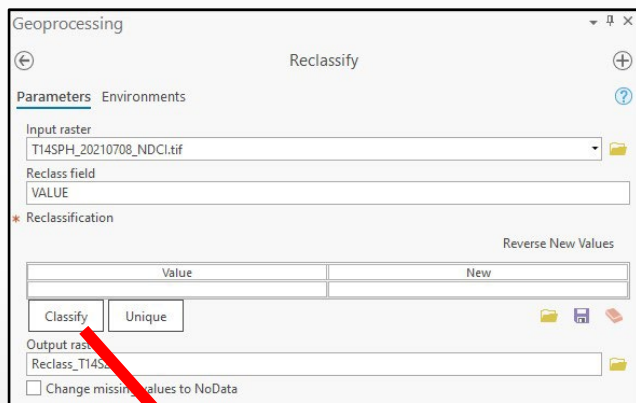 Geoprocessing
Reclassify
Parameters Environments
Input raster
T14SPH_20210708_NDCI.tif
Reclass field
VALUE
* Reclassification
Reverse New Values
Value New
Classify Unique
Output
Reclass_T14S
Change missing values to NoData